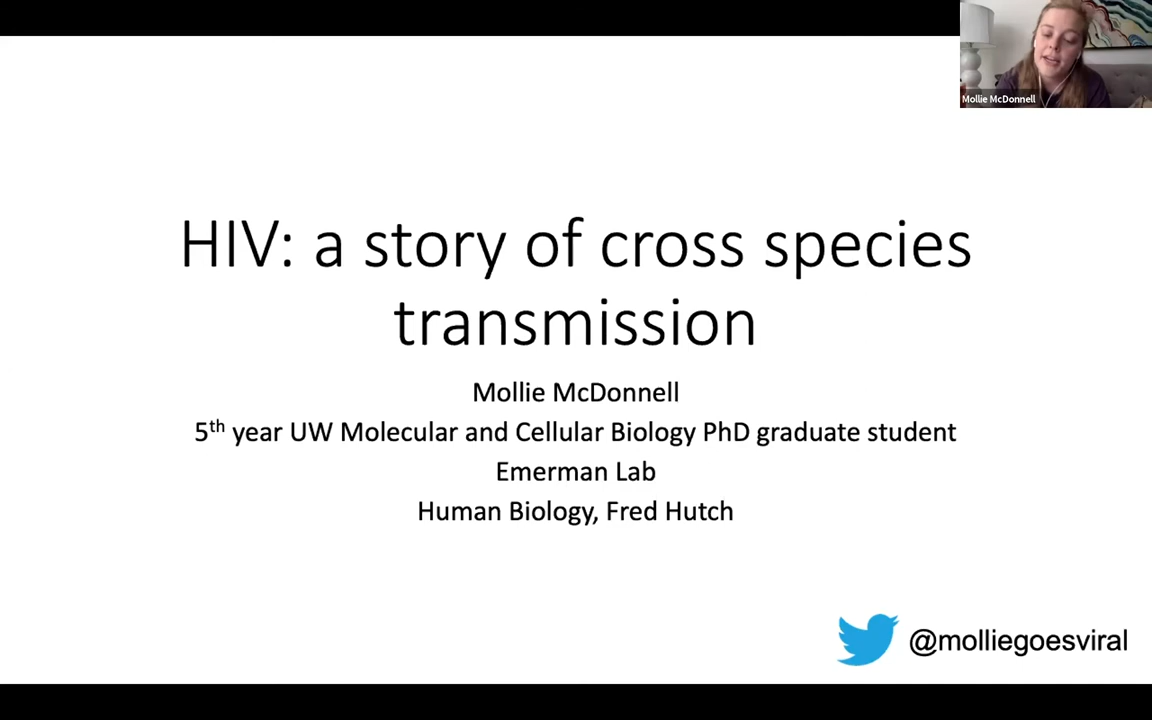 Mollie McDonnell
HIV: a story of cross species
transmission
Mollie McDonnell
5th year UW Molecular and Cellular Biology PhD graduate student
Emerman Lab
Human Biology, Fred Hutch
@molliegoesviral